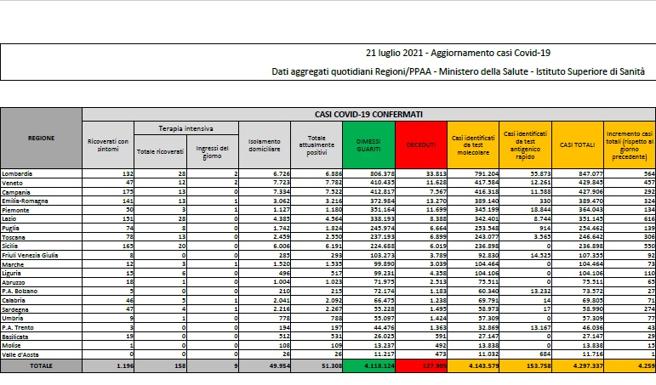 21 luglio 2021 - Aggiornamento casi Covid-19
Dati aggregati quotidiani Regioni/PPAA - Ministero della Salute - Istituto Superiore di Sanità
CASI COVID-19 CONFERMATI
REGIONE Ricoverati con sintomi Terapia intensiva Totale ricoverati Ingressi del giorno Isolamento domiciliare Totale attualmente positivi DIMESSI GUARITI DECEDUTI Casi identificati da test molecolare Casi identificati da test antigenico rapido CASI TOTALI Incremento casi totali (rispetto al giorno precedente)
Lombardia 132 28 2 6.726 6.886 806.378 33.813 791.204 55.873 847.077 564
Veneto 47 12 2 7.723 7.782 410.435 11.628 417.584 12.261 429.845 457
Campania 175 13 0 7.334 7.522 412.817 7.567 416.318 11.588 427.906 292
Emilia-Romagna 141 13 1 3.062 3.216 372.984 13.270 389.140 330 389.470 324
Piemonte 50 3 1 1.127 1.180 351.164 11.699 345.199 18.844 364.043 134
Lazio 151 28 0 4.385 4.564 338.193 8.388 342.401 8.744 351.145 616
Puglia 74 8 0 1.742 1.824 245.974 6.664 253.548 914 254.462 139
Toscana 78 13 0 2.459 2.550 237.193 6.899 243.077 3.565 246.642 306
Sicilia 165 20 0 6.006 6.191 224.688 6.019 236.898 0 236.898 550
Friuli Venezia Giulia 8 0 0 285 293 103.273 3.789 92.830 14.525 107.355 92
Marche 12 3 1 1.520 1.535 99.890 3.039 104.464 0 104.464 73
Liguria 15 6 0 496 517 99.231 4.358 104.106 0 104.106 110
Abruzzo 18 1 0 1.004 1.023 71.975 2.513 75.511 0 75.511 65
P.A. Bolzano 5 0 0 210 215 72.174 1.183 60.340 13.232 73.572 27
Calabria 46 5 1 2.041 2.092 66.475 1.238 69.791 14 69.805 71
Sardegna 47 4 1 2.216 2.267 55.228 1.495 58.973 17 58.990 274
Umbria 9 1 0 778 788 55.097 1.424 57.309 0 57.309 77
P.A. Trento 3 0 0 194 197 44.476 1.363 32.869 13.167 46.036 43
Basilicata 19 0 0 512 531 26.025 591 27.147 0 27.147 29
Molise 1 0 0 108 109 13.237 492 13.838 0 13.838 15
Valle d'Aosta 0 0 0 26 26 11.217 473 11.032 684 11.716 1
TOTALE 1.196 158 9 49.954 51.308 4.118.124 4.143.579 153.758 4.297.337 4.259